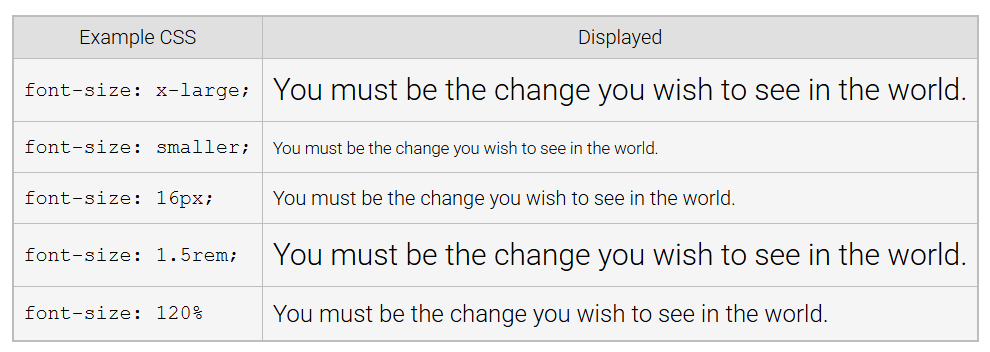 Example CSS Displayed
font-size: x-large; You must be the change you wish to see in the world.
font-size: smaller; You must be the change you wish to see in the world.
font-size: 16px; You must be the change you wish to see in the world.
font-size: 1.5rem; You must be the change you wish to see in the world.
font-size: 120% You must be the change you wish to see in the world.